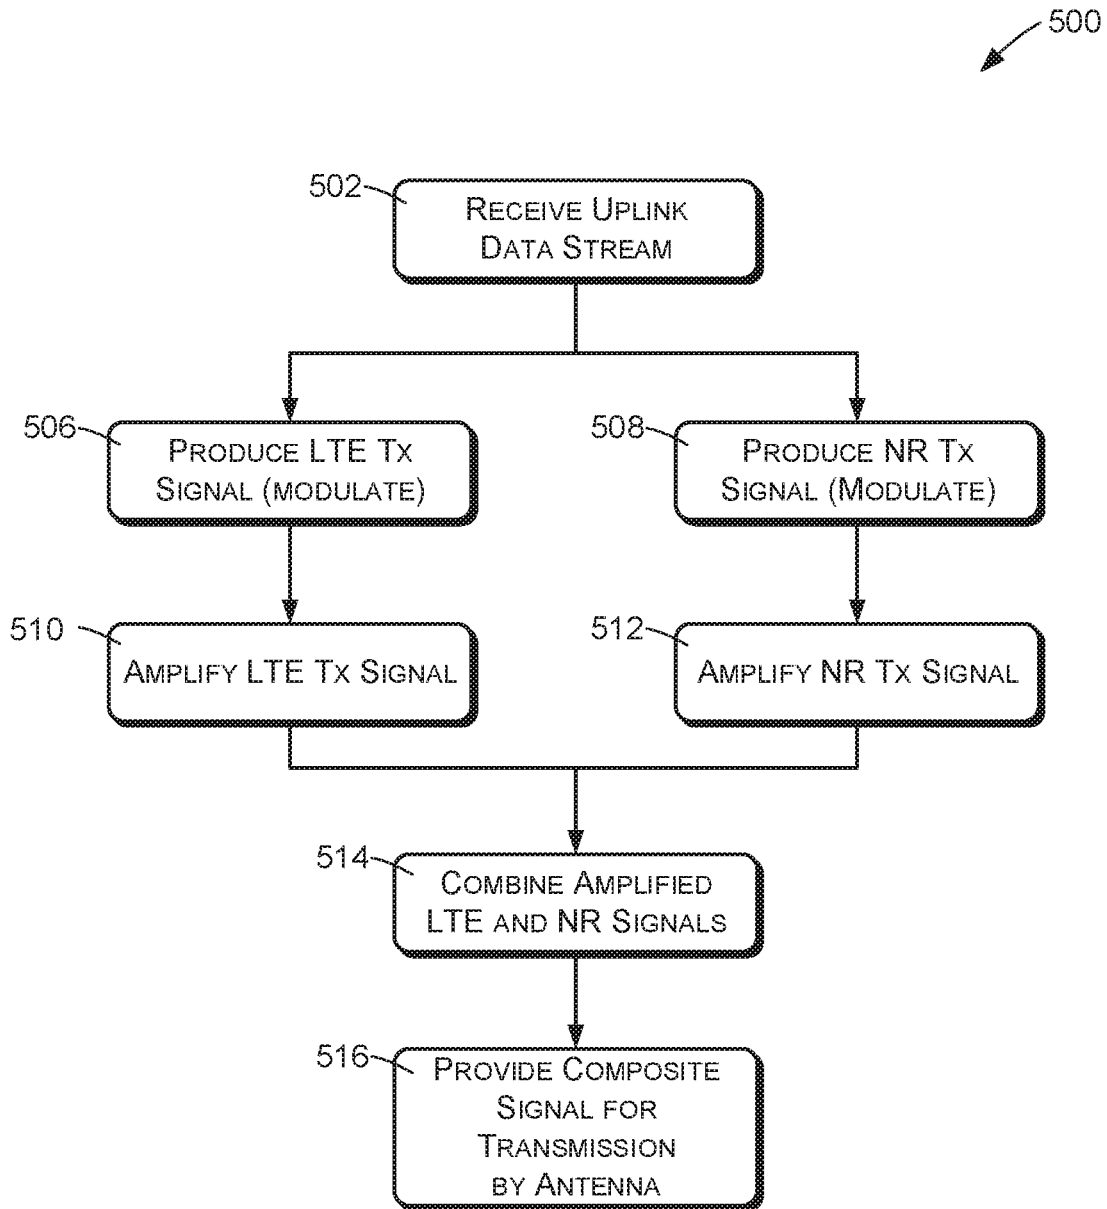 500
502
RECEIVE UPLINK
DATA STREAM
506
PRODUCE LTE TX
SIGNAL (MODULATE)
508
PRODUCE NR TX
SIGNAL (MODULATE)
510
AMPLIFY LTE TX SIGNAL
512
AMPLIFY NR TX SIGNAL
514
COMBINE AMPLIFIED
LTE AND NR SIGNALS
516
PROVIDE COMPOSITE
SIGNAL FOR
TRANSMISSION
BY ANTENNA